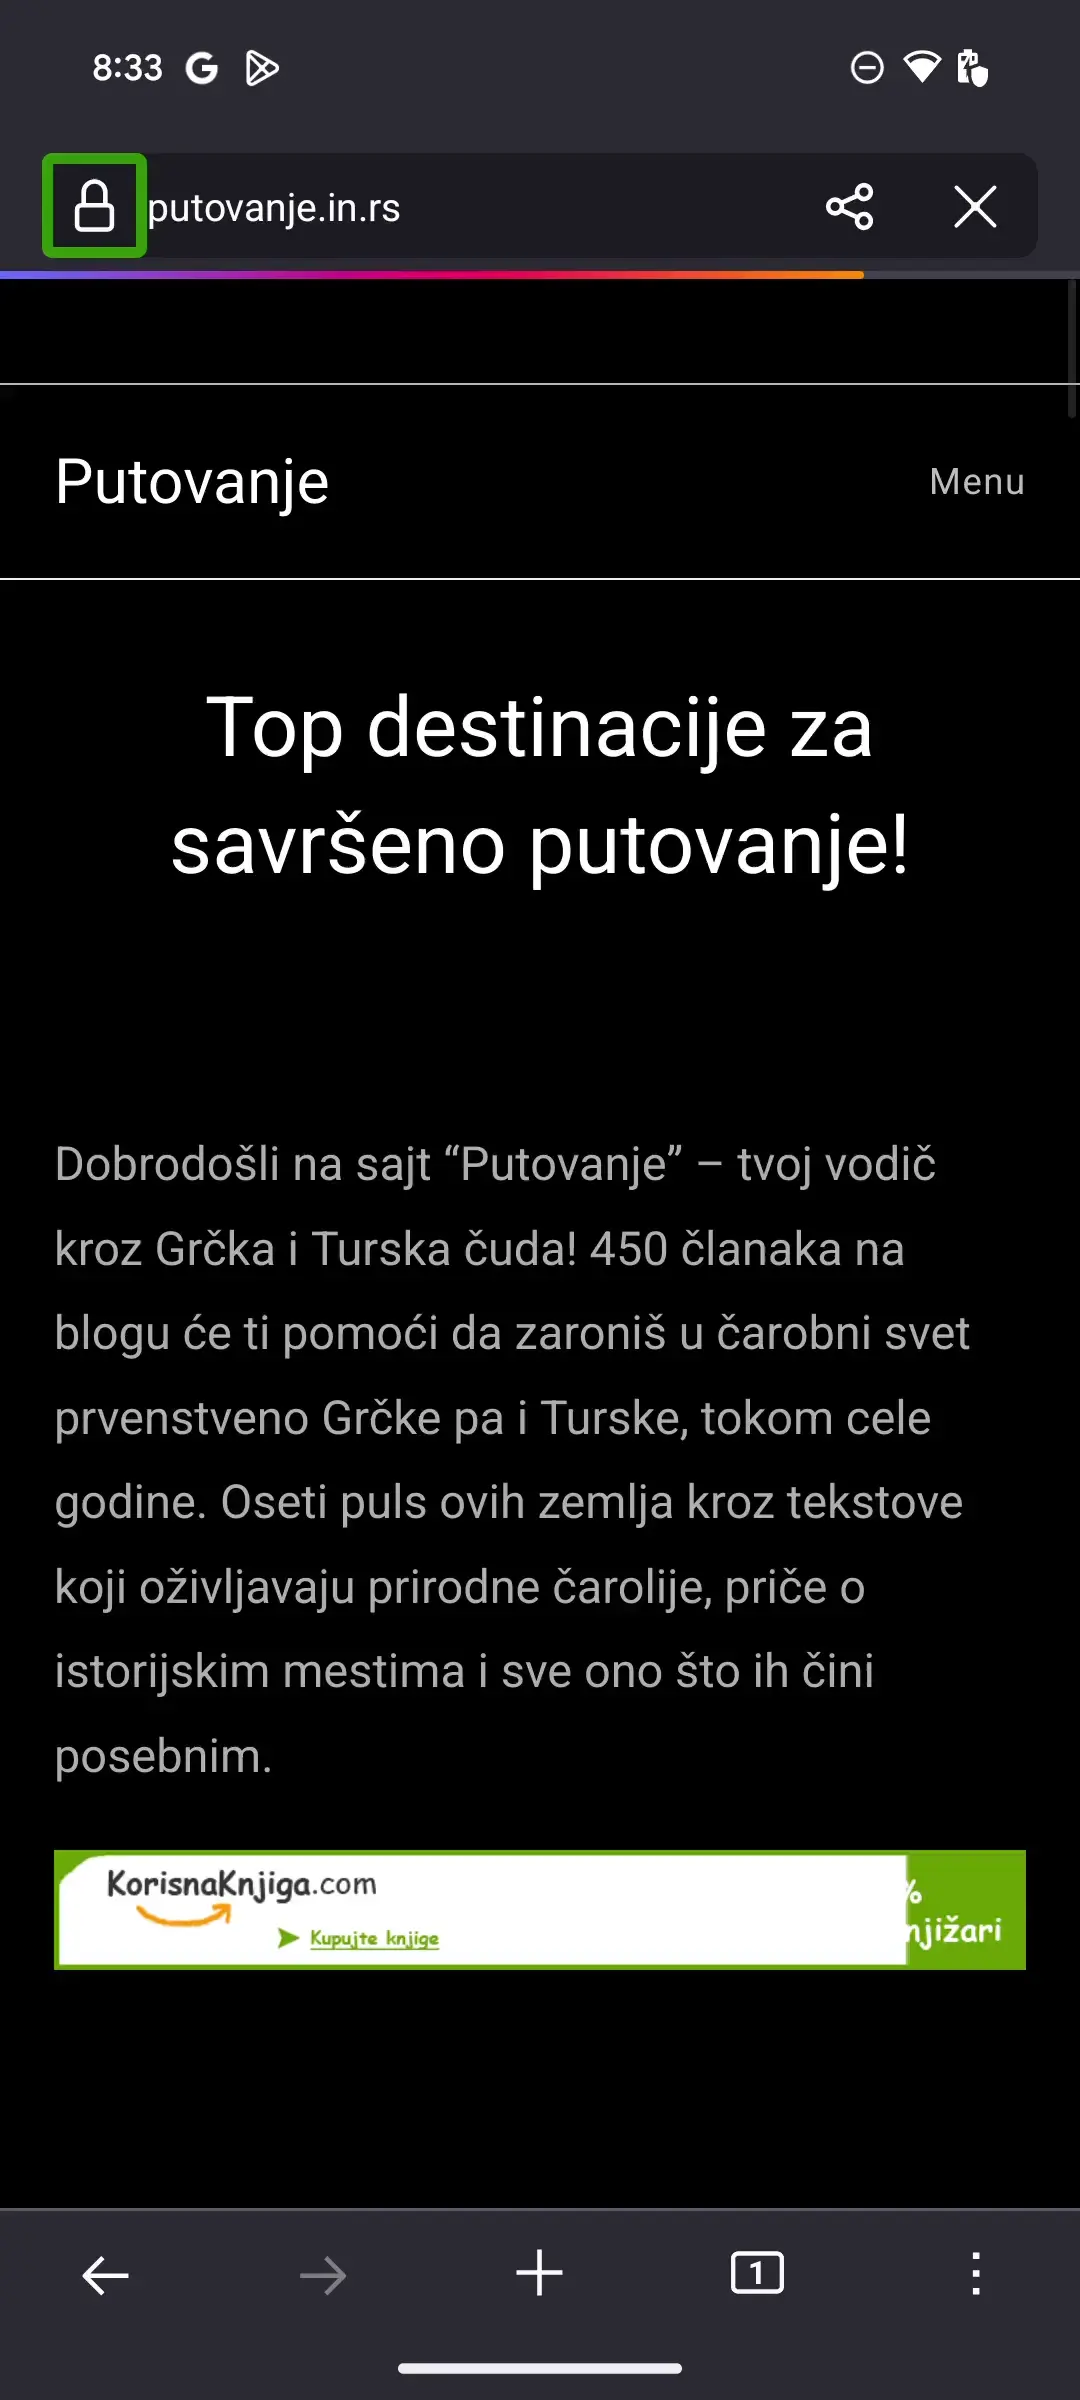 8:33
putovanje.in.rs
Putovanje
Menu
Top destinacije za
savršeno putovanje!
Dobrodošli na sajt “Putovanje” – tvoj vodič
kroz Grčka i Turska čuda! 450 članaka na
blogu će ti pomoći da zaroniš u čarobni svet
prvenstveno Grčke pa i Turske, tokom cele
godine. Oseti puls ovih zemlja kroz tekstove
koji oživljavaju prirodne čarolije, priče o
istorijskim mestima i sve ono što ih čini
posebnim.
KorisnaKnjiga.com
%
njižari
Kupujte knjige
1